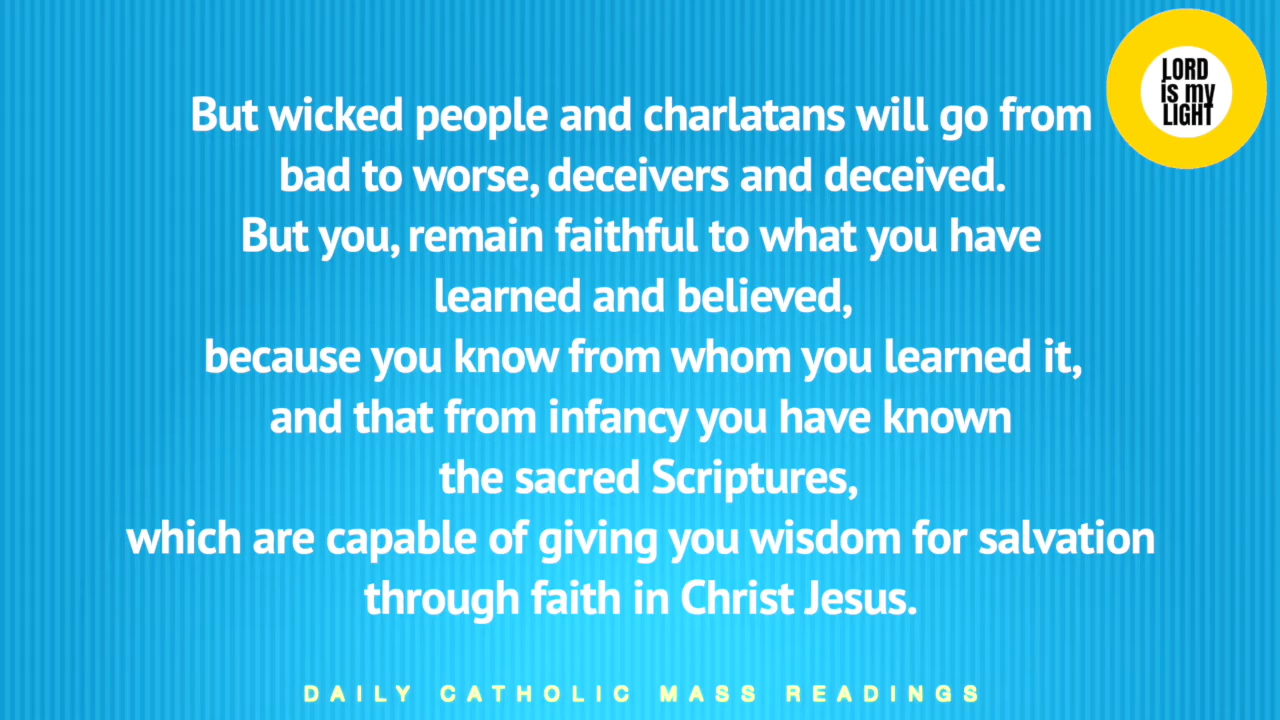 LORD
is my
LIGHT
But wicked people and charlatans will go from
bad to worse, deceivers and deceived.
But you, remain faithful to what you have
learned and believed,
because you know from whom you learned it,
and that from infancy you have known
the sacred Scriptures,
which are capable of giving you wisdom for salvation
through faith in Christ Jesus.
DAILY CATHOLIC MASS READINGS